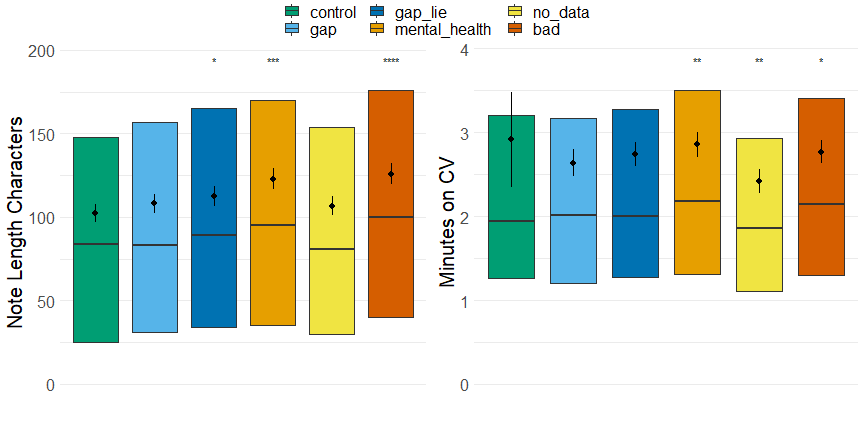 control gap_lie no_data
gap mental_health bad
Note Length Characters
200
150
100
50
0
* *** ****
Minutes on CV
4
3
2
1
0
** ** *